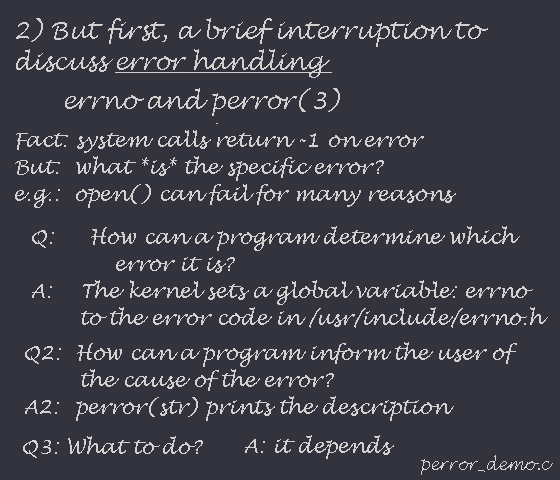 2) But first, a brief interruption to
discuss error handling
errno and perror(3)
Fact: system calls return -1 on error
But: what *is* the specific error?
e.g.: open() can fail for many reasons
Q: How can a program determine which
error it is?
A: The kernel sets a global variable: errno
to the error code in /usr/include/errno.h
Q2: How can a program inform the user of
the cause of the error?
A2: perror(str) prints the description
Q3: What to do? A: it depends
perror_demo.c